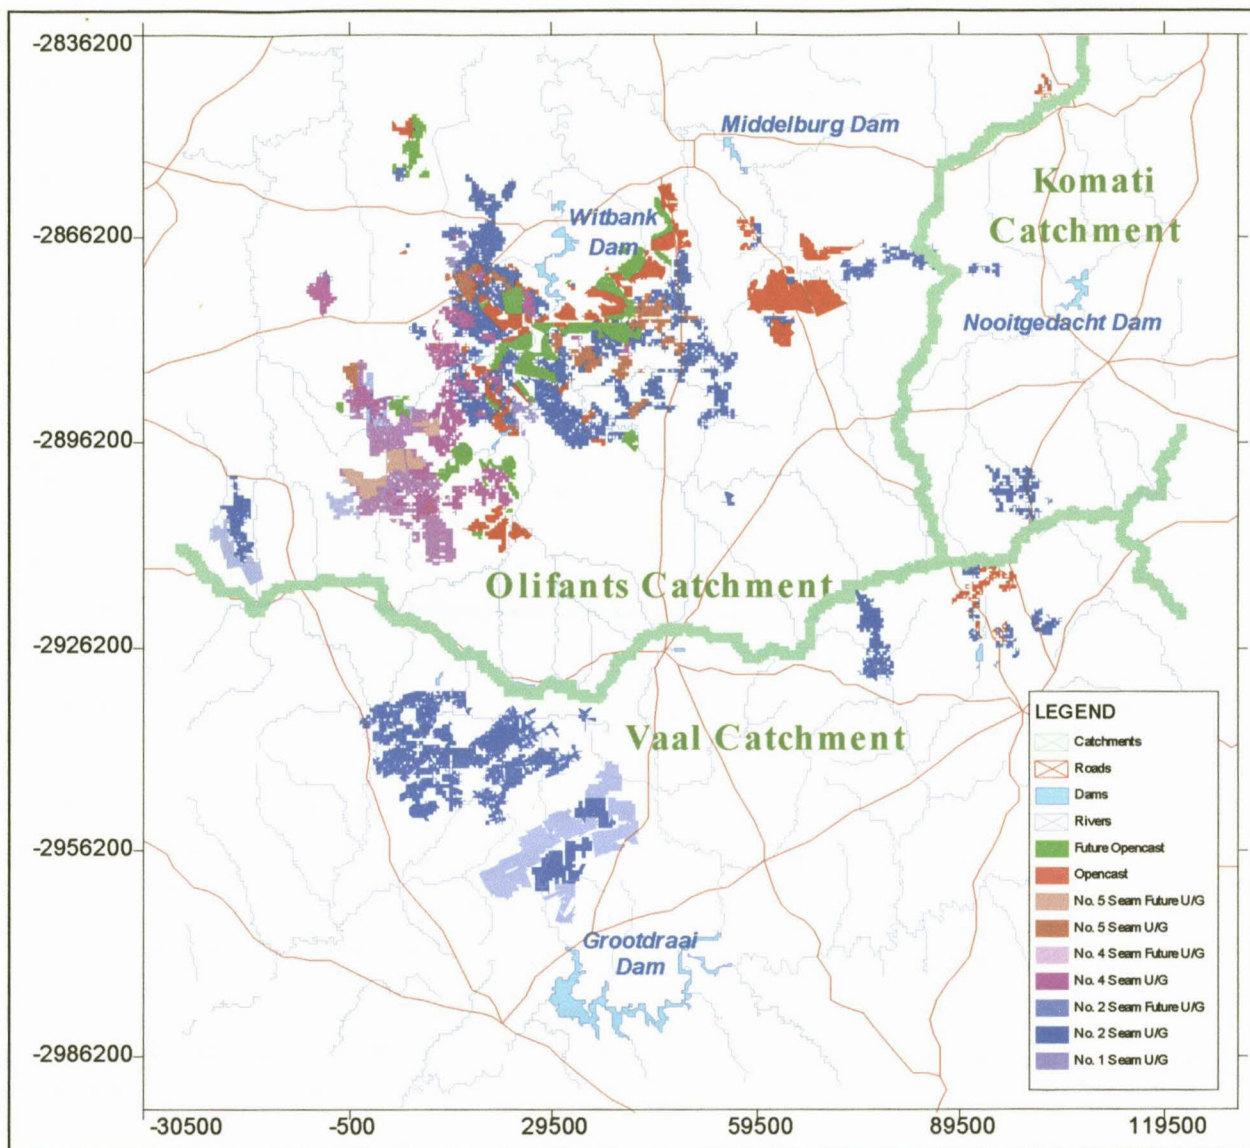 -2836200
Middelburg Dam
Komati
Catchment
Witbank
Dam
-2866200
Nooitgedacht Dam
-2896200
Olifants Catchment
-2926200
Vaal Catchment
-2956200
Grootdraai
Dam
-2986200
LEGEND
Catchments
Roads
Dams
Rivers
Future Opencast
Opencast
No. 5 Seam Future U/G
No. 5 Seam U/G
No. 4 Seam Future U/G
No. 4 Seam U/G
No. 2 Seam Future U/G
No. 2 Seam U/G
No. 1 Seam U/G
-30500 -500 29500 59500 89500 119500